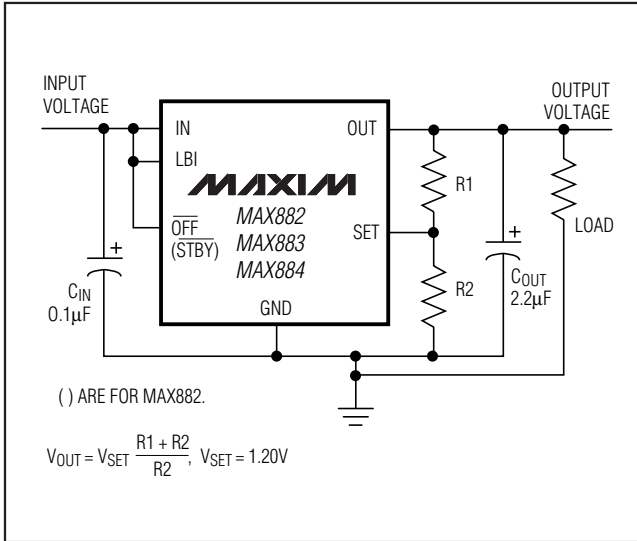 INPUT
VOLTAGE
OUTPUT
VOLTAGE
IN
OUT
LBI
MAXIM
R1
MAX882
OFF
SET
LOAD
(STBY)
MAX883
MAX884
+
+
CIN
0.1µF
R2
COUT
2.2µF
GND
( ) ARE FOR MAX882.
VOUT = VSET (R1 + R2)/R2, VSET = 1.20V